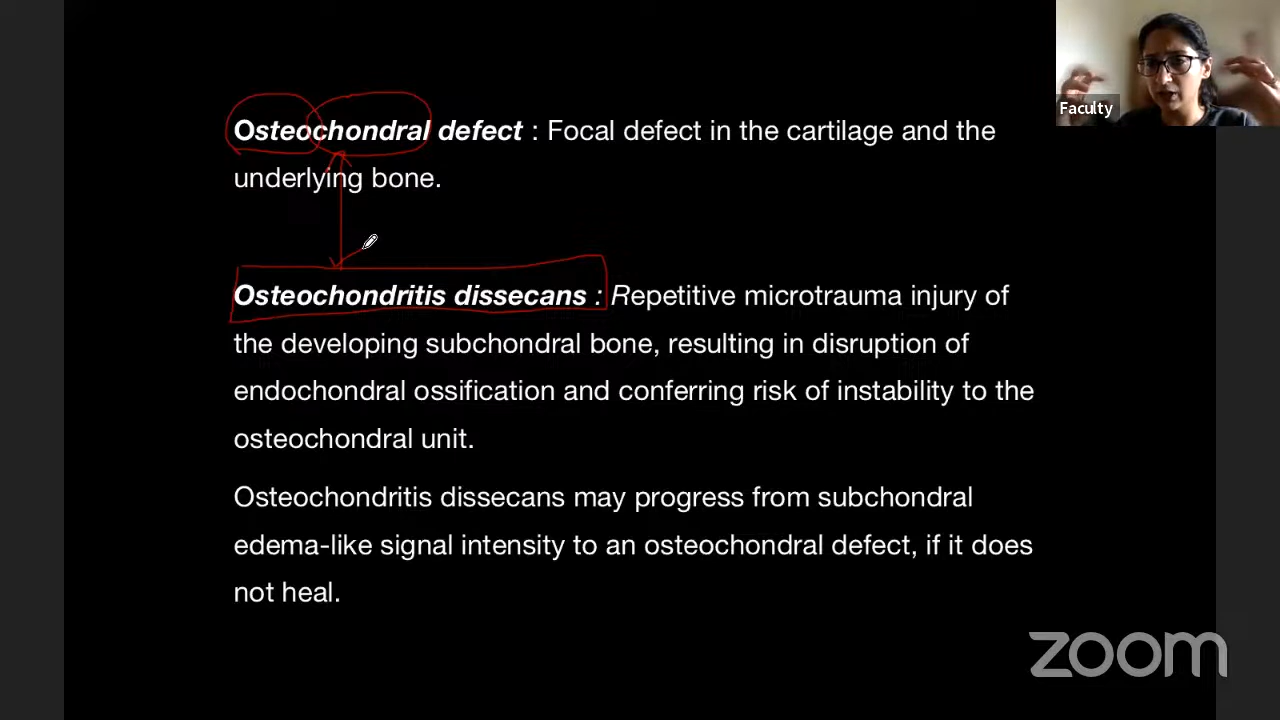 Faculty
Osteochondral defect : Focal defect in the cartilage and the
underlying bone.
Osteochondritis dissecans : Repetitive microtrauma injury of
the developing subchondral bone, resulting in disruption of
endochondral ossification and conferring risk of instability to the
osteochondral unit.
Osteochondritis dissecans may progress from subchondral
edema-like signal intensity to an osteochondral defect, if it does
not heal.
zoom